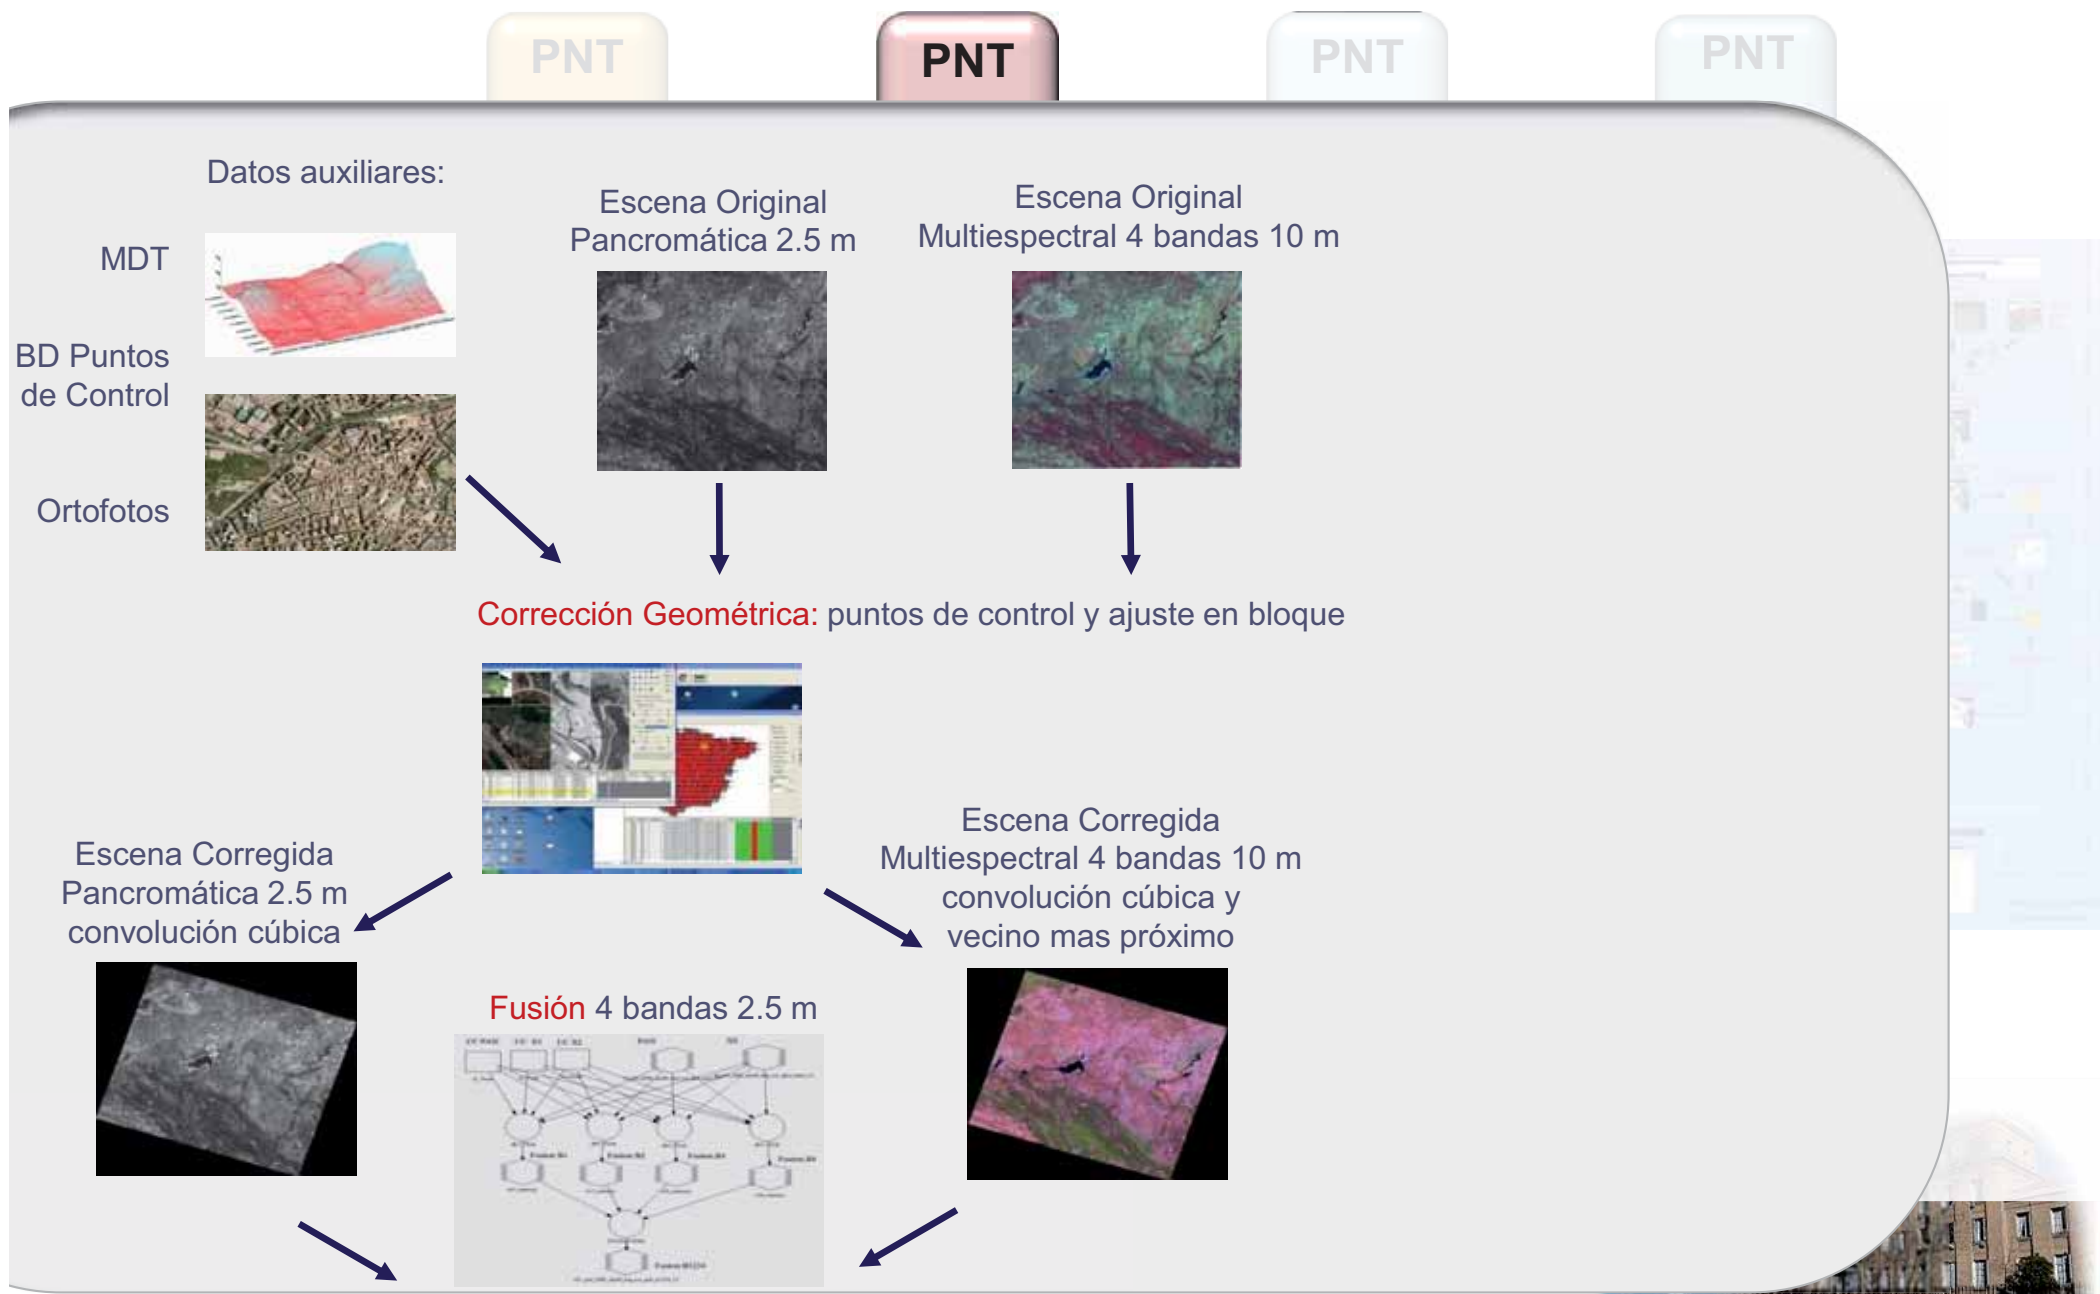 PNT
PNT
PNT
PNT
Datos auxiliares:
MDT
BD Puntos
de Control
Ortofotos
Escena Original
Pancromática 2.5 m
Escena Original
Multiespectral 4 bandas 10 m
Corrección Geométrica: puntos de control y ajuste en bloque
Escena Corregida
Pancromática 2.5 m
convolución cúbica
Escena Corregida
Multiespectral 4 bandas 10 m
convolución cúbica y
vecino mas próximo
Fusión 4 bandas 2.5 m